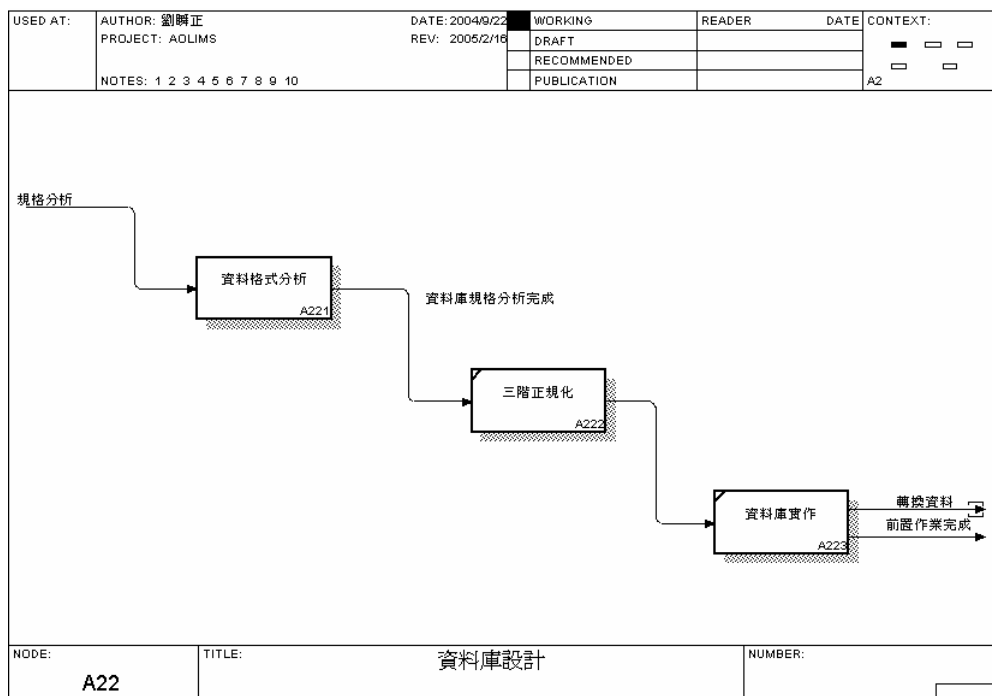 USED AT:
AUTHOR: 劉舜正
DATE: 2004/9/22
WORKING
READER
DATE
CONTEXT:
PROJECT: AOLIMS
REV: 2005/2/16
DRAFT
RECOMMENDED
NOTES: 1 2 3 4 5 6 7 8 9 10
PUBLICATION
A2
規格分析
資料格式分析
A221
資料庫規格分析完成
三階正規化
A222
資料庫實作
A223
轉換資料
前置作業完成
NODE:
A22
TITLE:
資料庫設計
NUMBER: